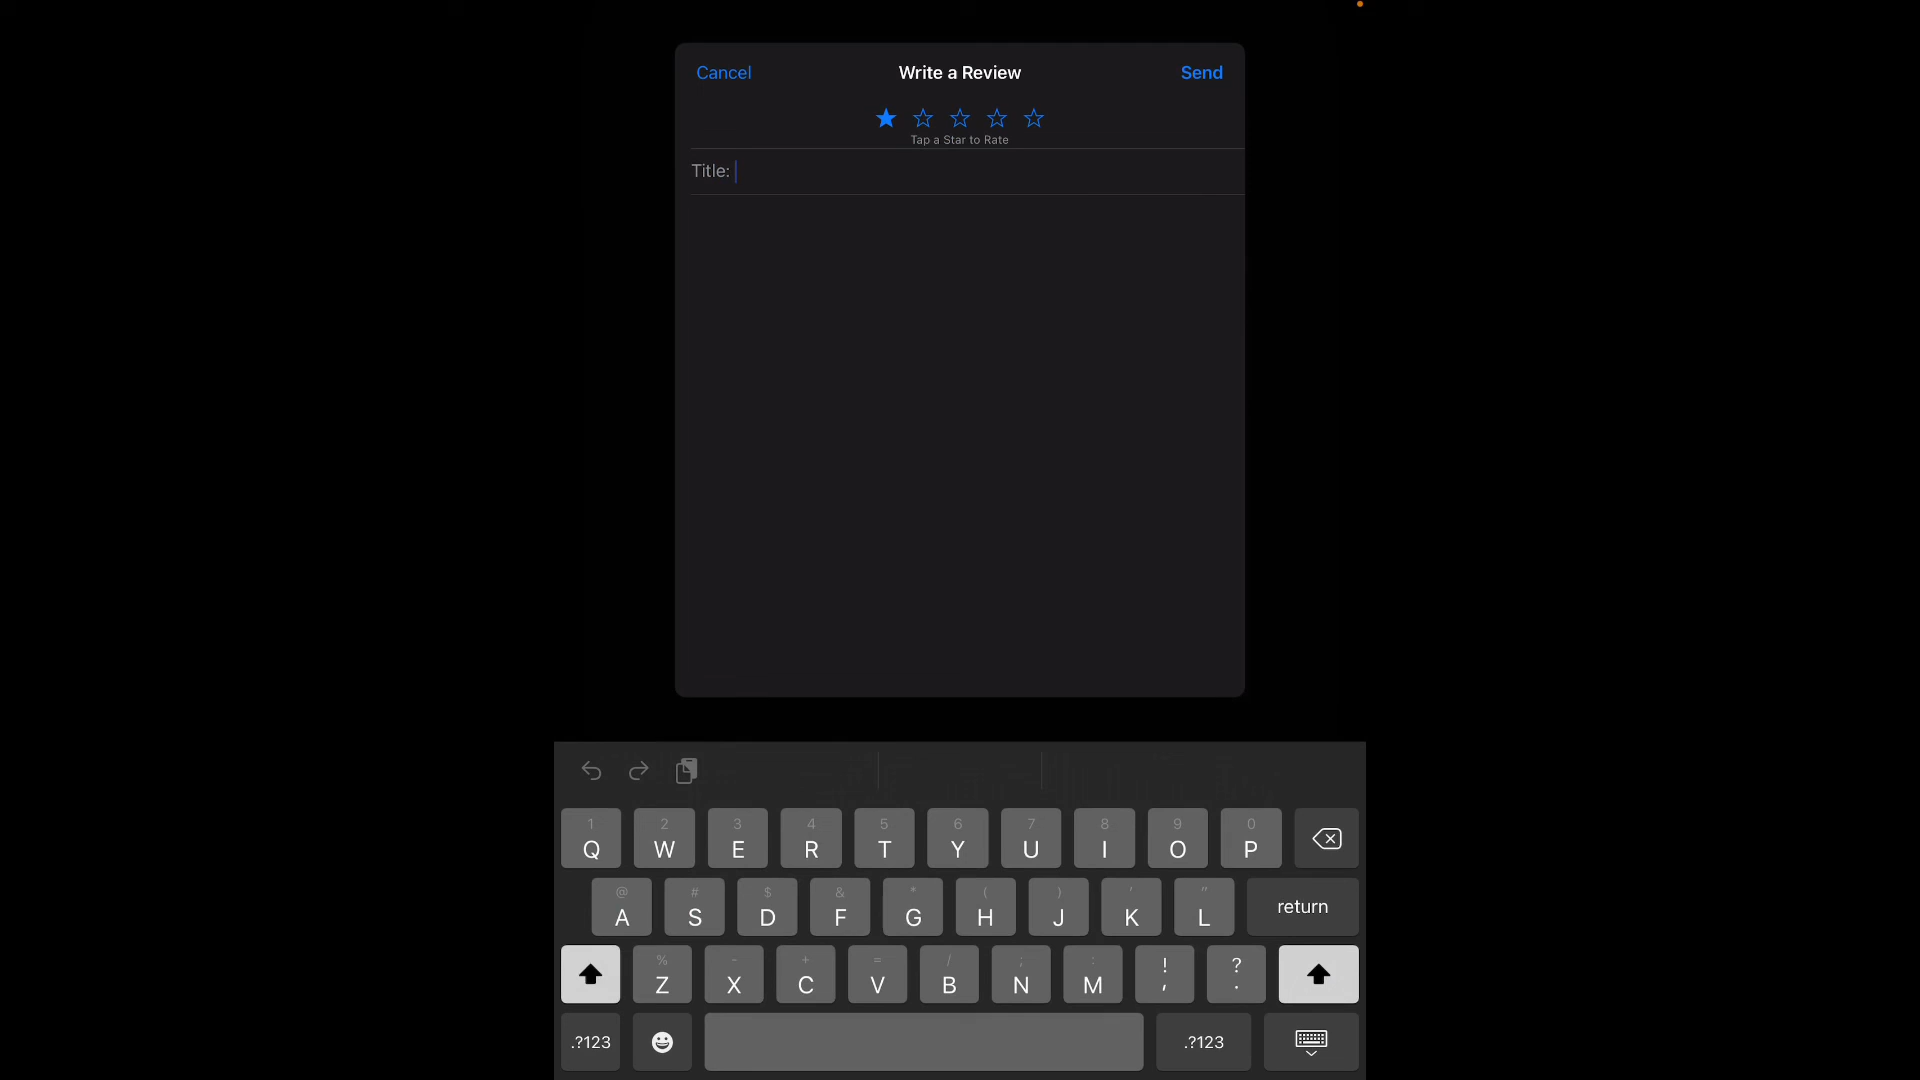 Cancel Write a Review Send
Tap a Star to Rate
Title:
1 2 3 4 5 6 7 8 9 0
Q W E R T Y U I O P
@ # $ & * ( ) ' "
A S D F G H J K L return
% - + = / ; : ! ?
Z X C V B N M , .
.?123 .?123